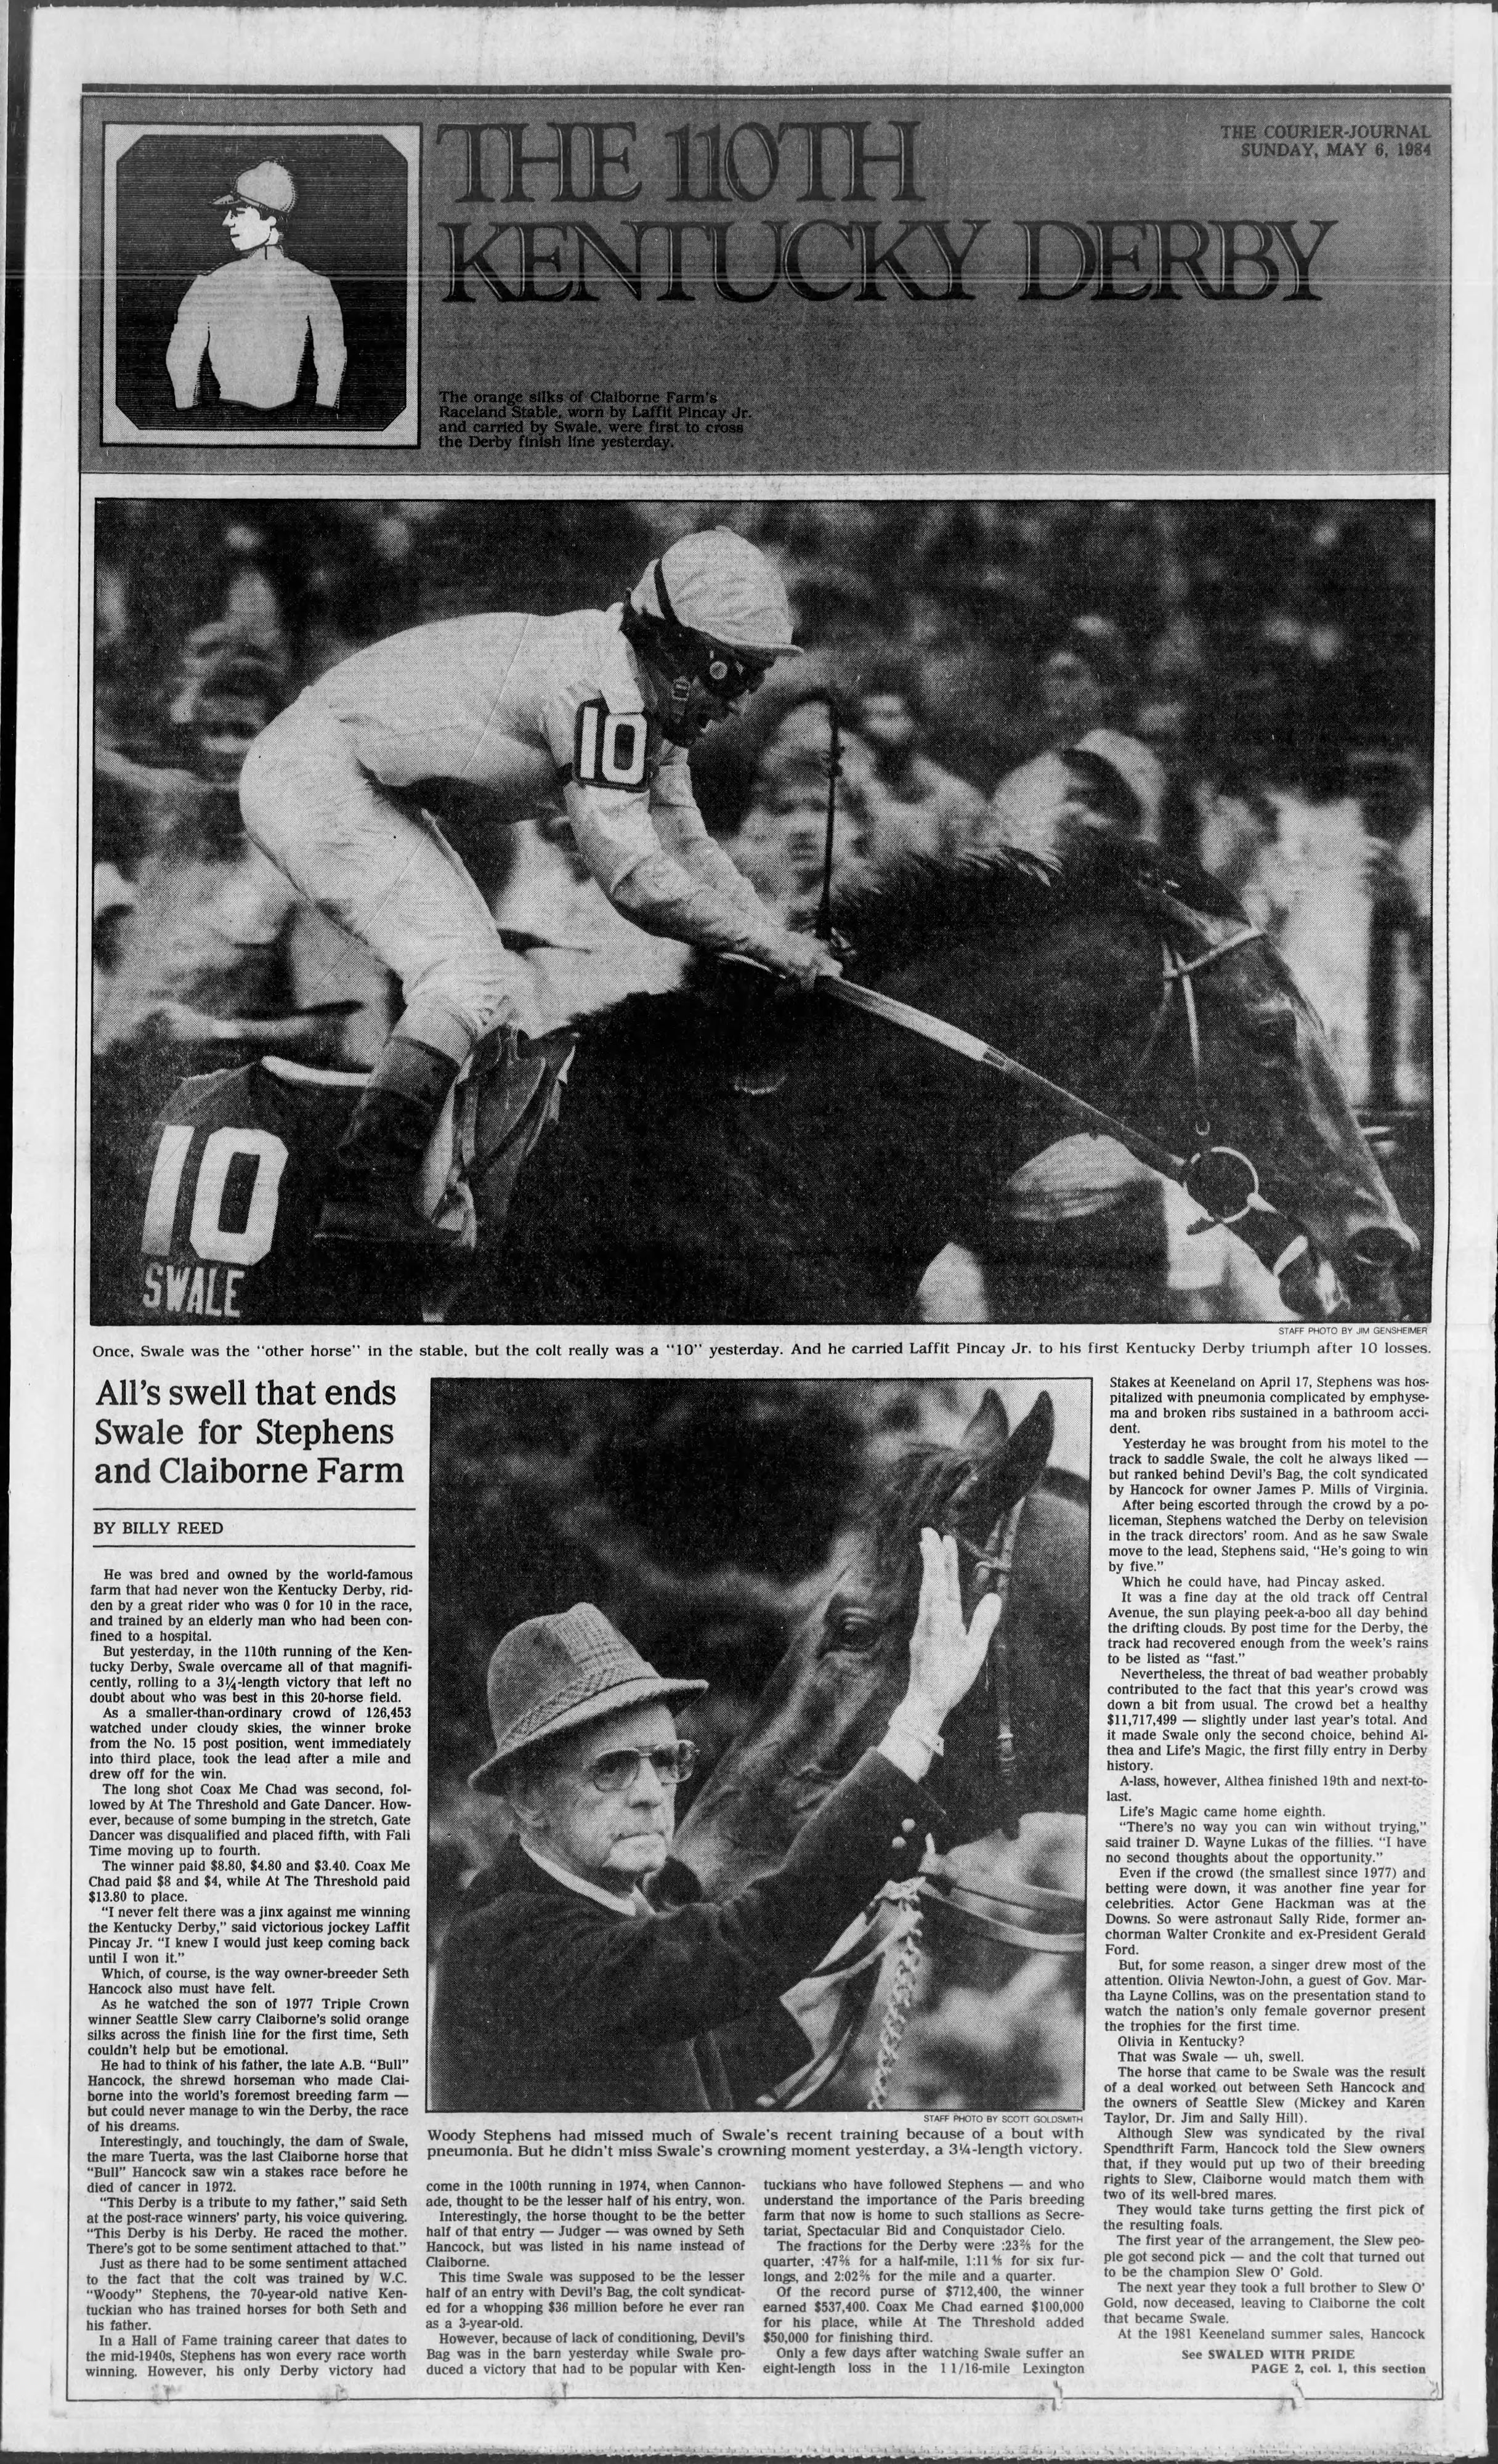 THE 110TH
KENTUCKY DERBY
THE COURIER-JOURNAL
SUNDAY, MAY 6, 1984
The orange silks of Claiborne Farm's
Raceland Stable, worn by Laffit Pincay Jr.
and carried by Swale, were first to cross
the Derby finish line yesterday.
10
10
SWALE
STAFF PHOTO BY JIM GENSHEIMER
Once, Swale was the "other horse" in the stable, but the colt really was a "10" yesterday. And he carried Laffit Pincay Jr. to his first Kentucky Derby triumph after 10 losses.
All's swell that ends
Swale for Stephens
and Claiborne Farm
BY BILLY REED
He was bred and owned by the world-famous
farm that had never won the Kentucky Derby, rid-
den by a great rider who was 0 for 10 in the race,
and trained by an elderly man who had been con-
fined to a hospital.
But yesterday, in the 110th running of the Ken-
tucky Derby, Swale overcame all of that magnifi-
cently, rolling to a 3¼-length victory that left no
doubt about who was best in this 20-horse field.
As a smaller-than-ordinary crowd of 126,453
watched under cloudy skies, the winner broke
from the No. 15 post position, went immediately
into third place, took the lead after a mile and
drew off for the win.
The long shot Coax Me Chad was second, fol-
lowed by At The Threshold and Gate Dancer. How-
ever, because of some bumping in the stretch, Gate
Dancer was disqualified and placed fifth, with Fali
Time moving up to fourth.
The winner paid $8.80, $4.80 and $3.40. Coax Me
Chad paid $8 and $4, while At The Threshold paid
$13.80 to place.
"I never felt there was a jinx against me winning
the Kentucky Derby," said victorious jockey Laffit
Pincay Jr. "I knew I would just keep coming back
until I won it."
Which, of course, is the way owner-breeder Seth
Hancock also must have felt.
As he watched the son of 1977 Triple Crown
winner Seattle Slew carry Claiborne's solid orange
silks across the finish line for the first time, Seth
couldn't help but be emotional.
He had to think of his father, the late A.B. "Bull"
Hancock, the shrewd horseman who made Clai-
borne into the world's foremost breeding farm —
but could never manage to win the Derby, the race
of his dreams.
Interestingly, and touchingly, the dam of Swale,
the mare Tuerta, was the last Claiborne horse that
"Bull" Hancock saw win a stakes race before he
died of cancer in 1972.
"This Derby is a tribute to my father," said Seth
at the post-race winners' party, his voice quivering.
"This Derby is his Derby. He raced the mother.
There's got to be some sentiment attached to that."
Just as there had to be some sentiment attached
to the fact that the colt was trained by W.C.
"Woody" Stephens, the 70-year-old native Ken-
tuckian who has trained horses for both Seth and
his father.
In a Hall of Fame training career that dates to
the mid-1940s, Stephens has won every race worth
winning. However, his only Derby victory had
STAFF PHOTO BY SCOTT GOLDSMITH
Woody Stephens had missed much of Swale's recent training because of a bout with
pneumonia. But he didn't miss Swale's crowning moment yesterday, a 3¼-length victory.
come in the 100th running in 1974, when Cannon-
ade, thought to be the lesser half of his entry, won.
Interestingly, the horse thought to be the better
half of that entry — Judger — was owned by Seth
Hancock, but was listed in his name instead of
Claiborne.
This time Swale was supposed to be the lesser
half of an entry with Devil's Bag, the colt syndicat-
ed for a whopping $36 million before he ever ran
as a 3-year-old.
However, because of lack of conditioning, Devil's
Bag was in the barn yesterday while Swale pro-
duced a victory that had to be popular with Ken-
tuckians who have followed Stephens — and who
understand the importance of the Paris breeding
farm that now is home to such stallions as Secre-
tariat, Spectacular Bid and Conquistador Cielo.
The fractions for the Derby were :23⅖ for the
quarter, :47⅖ for a half-mile, 1:11⅘ for six fur-
longs, and 2:02⅖ for the mile and a quarter.
Of the record purse of $712,400, the winner
earned $537,400. Coax Me Chad earned $100,000
for his place, while At The Threshold added
$50,000 for finishing third.
Only a few days after watching Swale suffer an
eight-length loss in the 1 1/16-mile Lexington
Stakes at Keeneland on April 17, Stephens was hos-
pitalized with pneumonia complicated by emphyse-
ma and broken ribs sustained in a bathroom acci-
dent.
Yesterday he was brought from his motel to the
track to saddle Swale, the colt he always liked —
but ranked behind Devil's Bag, the colt syndicated
by Hancock for owner James P. Mills of Virginia.
After being escorted through the crowd by a po-
liceman, Stephens watched the Derby on television
in the track directors' room. And as he saw Swale
move to the lead, Stephens said, "He's going to win
by five."
Which he could have, had Pincay asked.
It was a fine day at the old track off Central
Avenue, the sun playing peek-a-boo all day behind
the drifting clouds. By post time for the Derby, the
track had recovered enough from the week's rains
to be listed as "fast."
Nevertheless, the threat of bad weather probably
contributed to the fact that this year's crowd was
down a bit from usual. The crowd bet a healthy
$11,717,499 — slightly under last year's total. And
it made Swale only the second choice, behind Al-
thea and Life's Magic, the first filly entry in Derby
history.
A-lass, however, Althea finished 19th and next-to-
last.
Life's Magic came home eighth.
"There's no way you can win without trying,"
said trainer D. Wayne Lukas of the fillies. "I have
no second thoughts about the opportunity."
Even if the crowd (the smallest since 1977) and
betting were down, it was another fine year for
celebrities. Actor Gene Hackman was at the
Downs. So were astronaut Sally Ride, former an-
chorman Walter Cronkite and ex-President Gerald
Ford.
But, for some reason, a singer drew most of the
attention. Olivia Newton-John, a guest of Gov. Mar-
tha Layne Collins, was on the presentation stand to
watch the nation's only female governor present
the trophies for the first time.
Olivia in Kentucky?
That was Swale — uh, swell.
The horse that came to be Swale was the result
of a deal worked out between Seth Hancock and
the owners of Seattle Slew (Mickey and Karen
Taylor, Dr. Jim and Sally Hill).
Although Slew was syndicated by the rival
Spendthrift Farm, Hancock told the Slew owners
that, if they would put up two of their breeding
rights to Slew, Claiborne would match them with
two of its well-bred mares.
They would take turns getting the first pick of
the resulting foals.
The first year of the arrangement, the Slew peo-
ple got second pick — and the colt that turned out
to be the champion Slew O' Gold.
The next year they took a full brother to Slew O'
Gold, now deceased, leaving to Claiborne the colt
that became Swale.
At the 1981 Keeneland summer sales, Hancock
See SWALED WITH PRIDE
PAGE 2, col. 1, this section